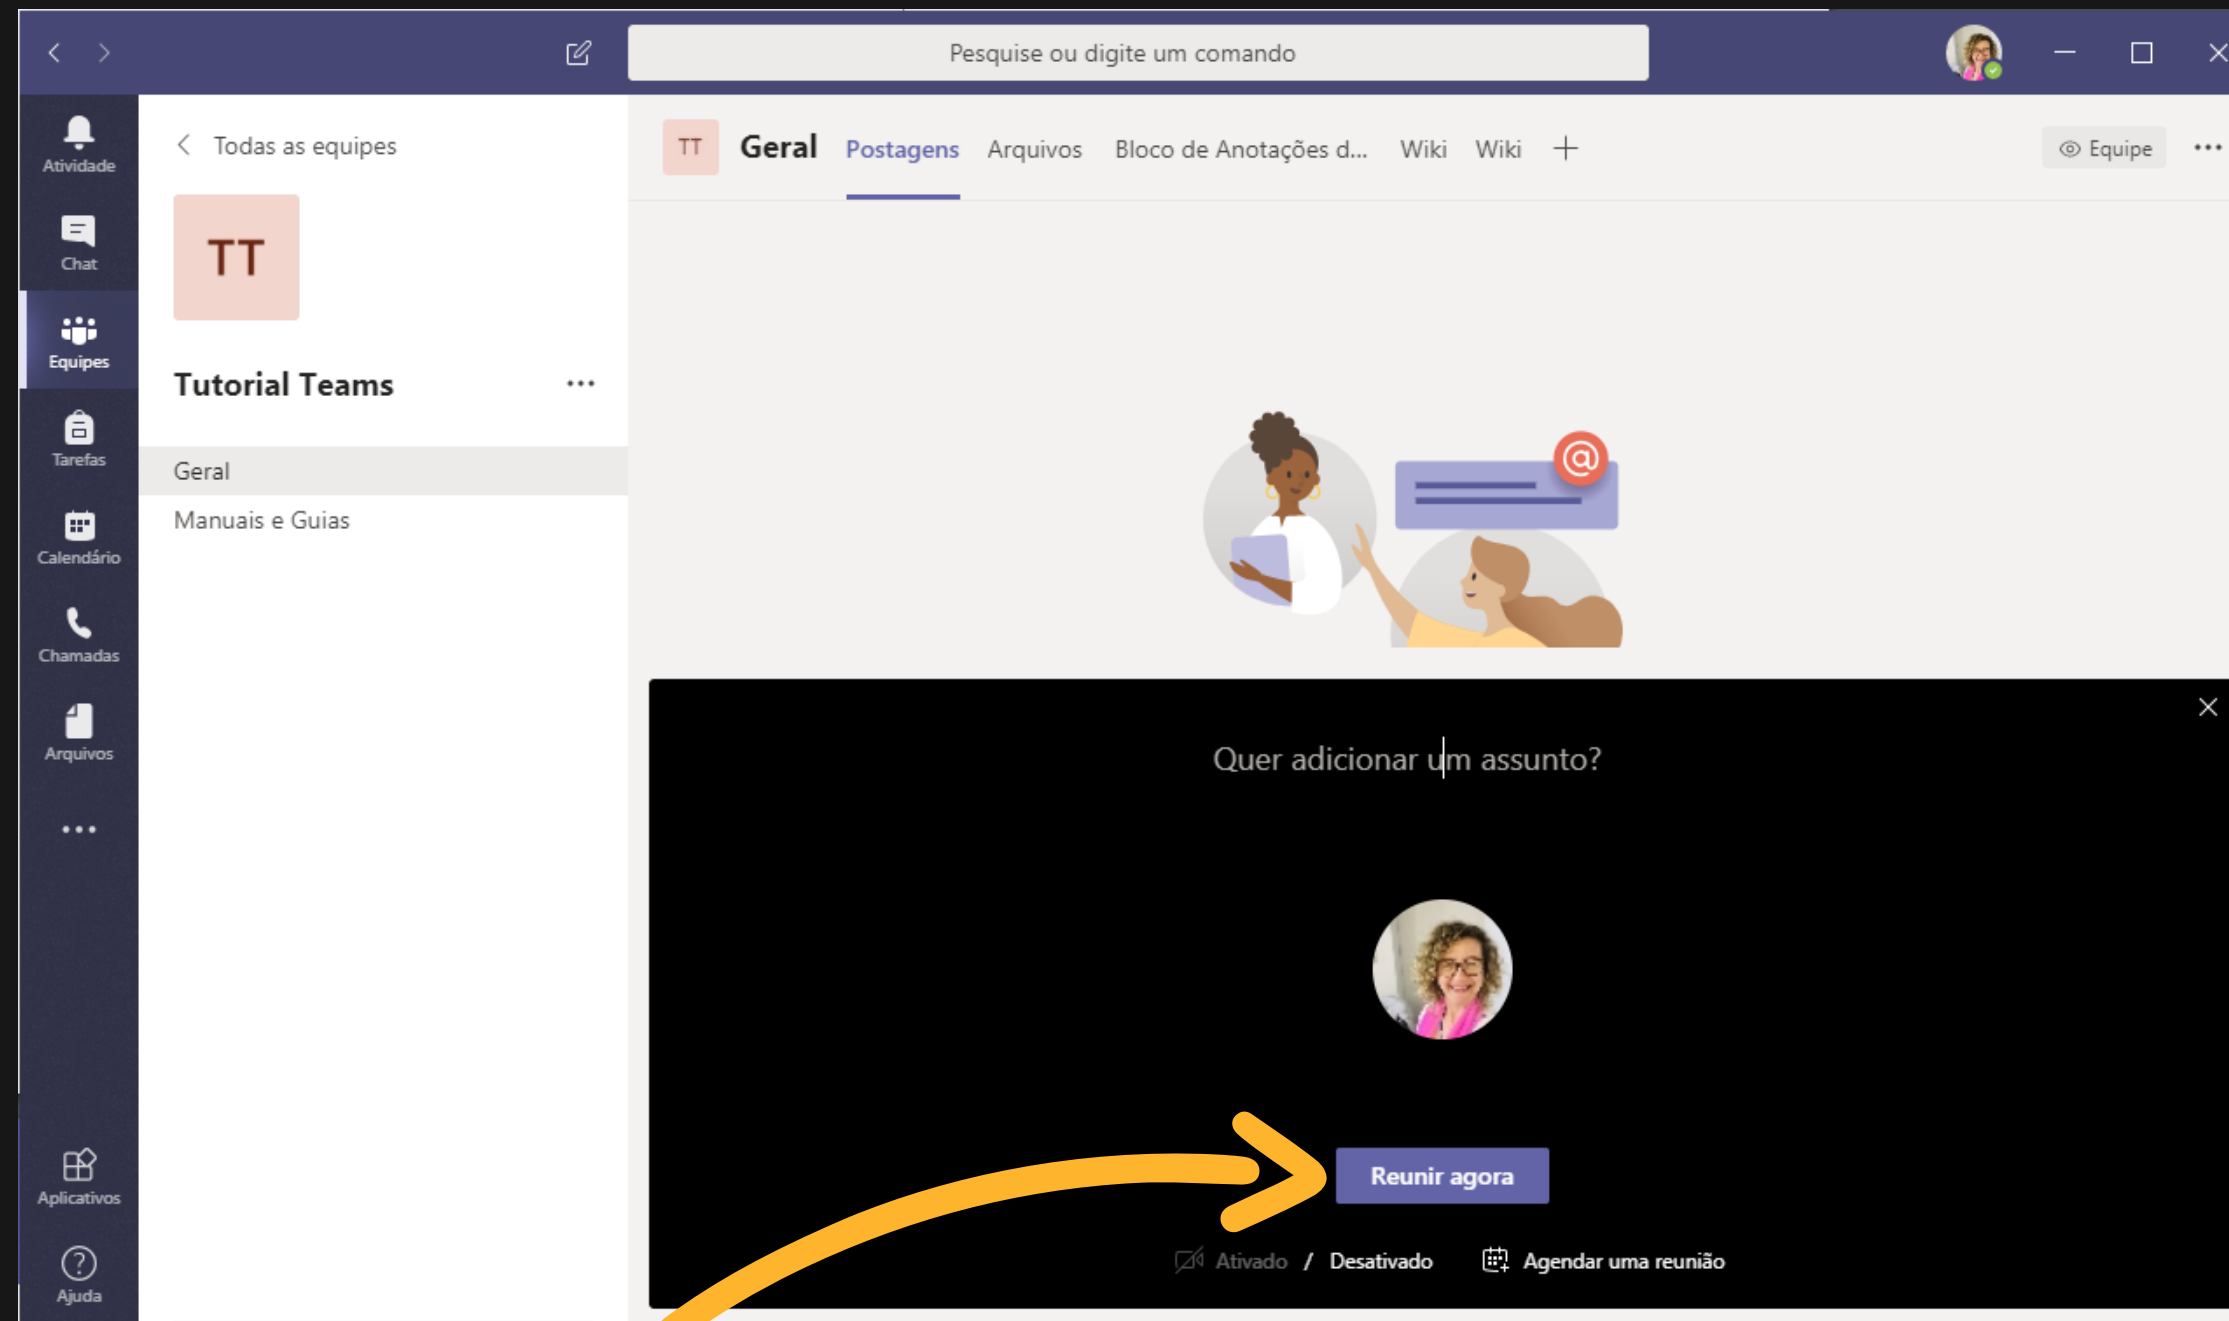 Pesquise ou digite um comando
Atividade
Chat
Equipes
Tarefas
Calendário
Chamadas
Arquivos
Aplicativos
Ajuda
Todas as equipes
TT
Tutorial Teams
Geral
Manuais e Guias
TT Geral Postagens Arquivos Bloco de Anotações d... Wiki Wiki
Equipe
@
Quer adicionar um assunto?
Reunir agora
Ativado / Desativado Agendar uma reunião